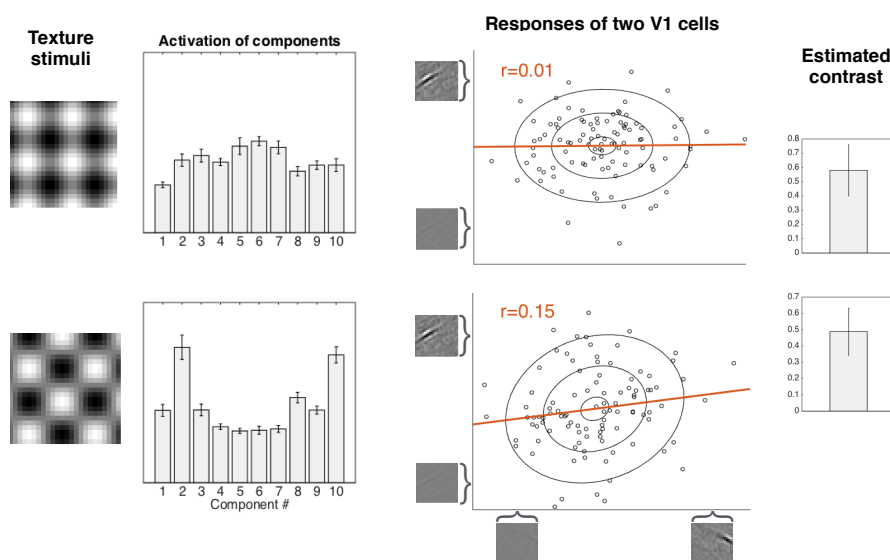 Texture
stimuli
Activation of components
1 2 3 4 5 6 7 8 9 10
Responses of two V1 cells
r=0.01
Estimated
contrast
0.8
0.7
0.6
0.5
0.4
0.3
0.2
0.1
0
1 2 3 4 5 6 7 8 9 10
Component #
r=0.15
0.7
0.6
0.5
0.4
0.3
0.2
0.1
0